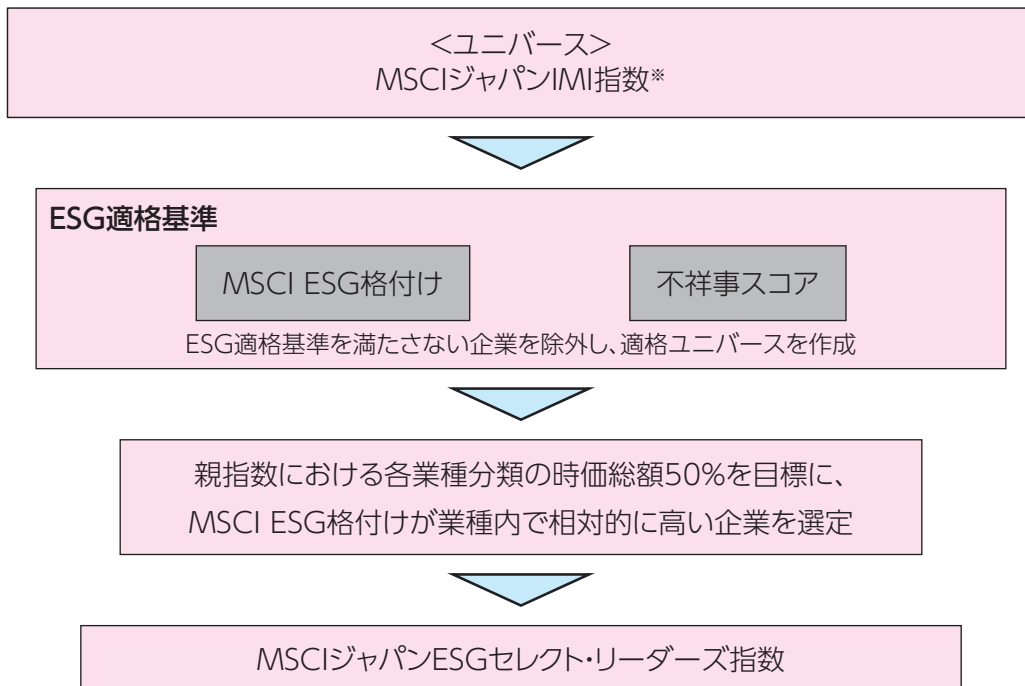 <ユニバース>
MSCIジャパンIMI指数※
ESG適格基準
MSCI ESG格付け
不祥事スコア
ESG適格基準を満たさない企業を除外し、適格ユニバースを作成
親指数における各業種分類の時価総額50%を目標に、
MSCI ESG格付けが業種内で相対的に高い企業を選定
MSCIジャパンESGセレクト・リーダーズ指数